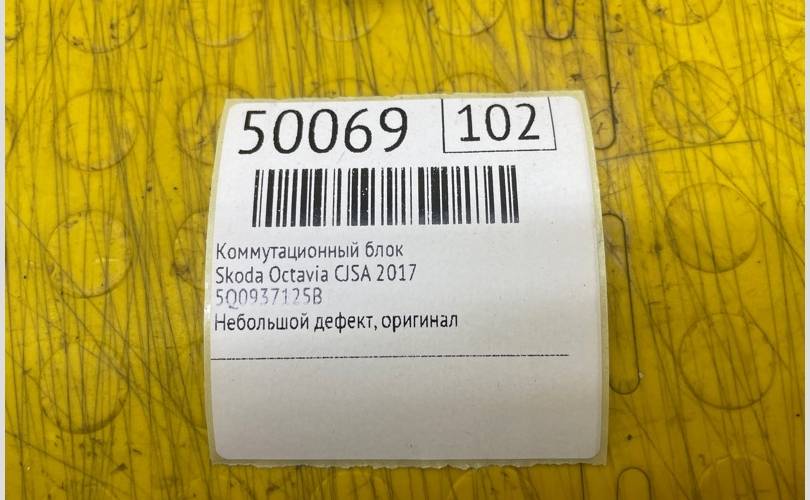 50069 102
Коммутационный блок
Skoda Octavia CJSA 2017
5Q0937125B
Небольшой дефект, оригинал